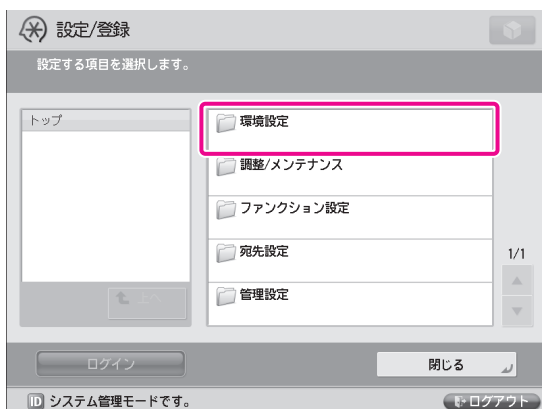 設定/登録
設定する項目を選択します。
トップ
環境設定
調整/メンテナンス
ファンクション設定
宛先設定
管理設定
1/1
上へ
ログイン
閉じる
ID システム管理モードです。
ログアウト